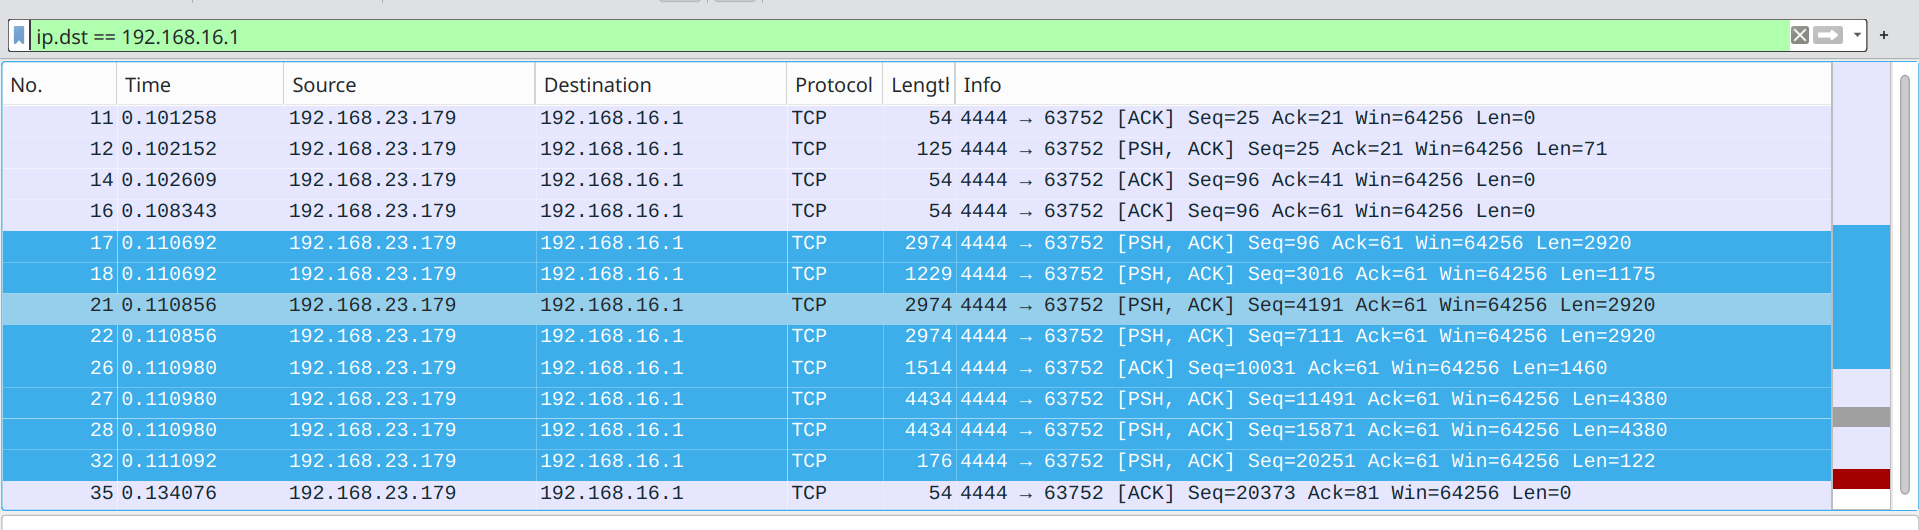 ip.dst == 192.168.16.1 +
No. Time Source Destination Protocol Length Info
11 0.101258 192.168.23.179 192.168.16.1 TCP 54 4444 → 63752 [ACK] Seq=25 Ack=21 Win=64256 Len=0
12 0.102152 192.168.23.179 192.168.16.1 TCP 125 4444 → 63752 [PSH, ACK] Seq=25 Ack=21 Win=64256 Len=71
14 0.102609 192.168.23.179 192.168.16.1 TCP 54 4444 → 63752 [ACK] Seq=96 Ack=41 Win=64256 Len=0
16 0.108343 192.168.23.179 192.168.16.1 TCP 54 4444 → 63752 [ACK] Seq=96 Ack=61 Win=64256 Len=0
17 0.110692 192.168.23.179 192.168.16.1 TCP 2974 4444 → 63752 [PSH, ACK] Seq=96 Ack=61 Win=64256 Len=2920
18 0.110692 192.168.23.179 192.168.16.1 TCP 1229 4444 → 63752 [PSH, ACK] Seq=3016 Ack=61 Win=64256 Len=1175
21 0.110856 192.168.23.179 192.168.16.1 TCP 2974 4444 → 63752 [PSH, ACK] Seq=4191 Ack=61 Win=64256 Len=2920
22 0.110856 192.168.23.179 192.168.16.1 TCP 2974 4444 → 63752 [PSH, ACK] Seq=7111 Ack=61 Win=64256 Len=2920
26 0.110980 192.168.23.179 192.168.16.1 TCP 1514 4444 → 63752 [ACK] Seq=10031 Ack=61 Win=64256 Len=1460
27 0.110980 192.168.23.179 192.168.16.1 TCP 4434 4444 → 63752 [PSH, ACK] Seq=11491 Ack=61 Win=64256 Len=4380
28 0.110980 192.168.23.179 192.168.16.1 TCP 4434 4444 → 63752 [PSH, ACK] Seq=15871 Ack=61 Win=64256 Len=4380
32 0.111092 192.168.23.179 192.168.16.1 TCP 176 4444 → 63752 [PSH, ACK] Seq=20251 Ack=61 Win=64256 Len=122
35 0.134076 192.168.23.179 192.168.16.1 TCP 54 4444 → 63752 [ACK] Seq=20373 Ack=81 Win=64256 Len=0